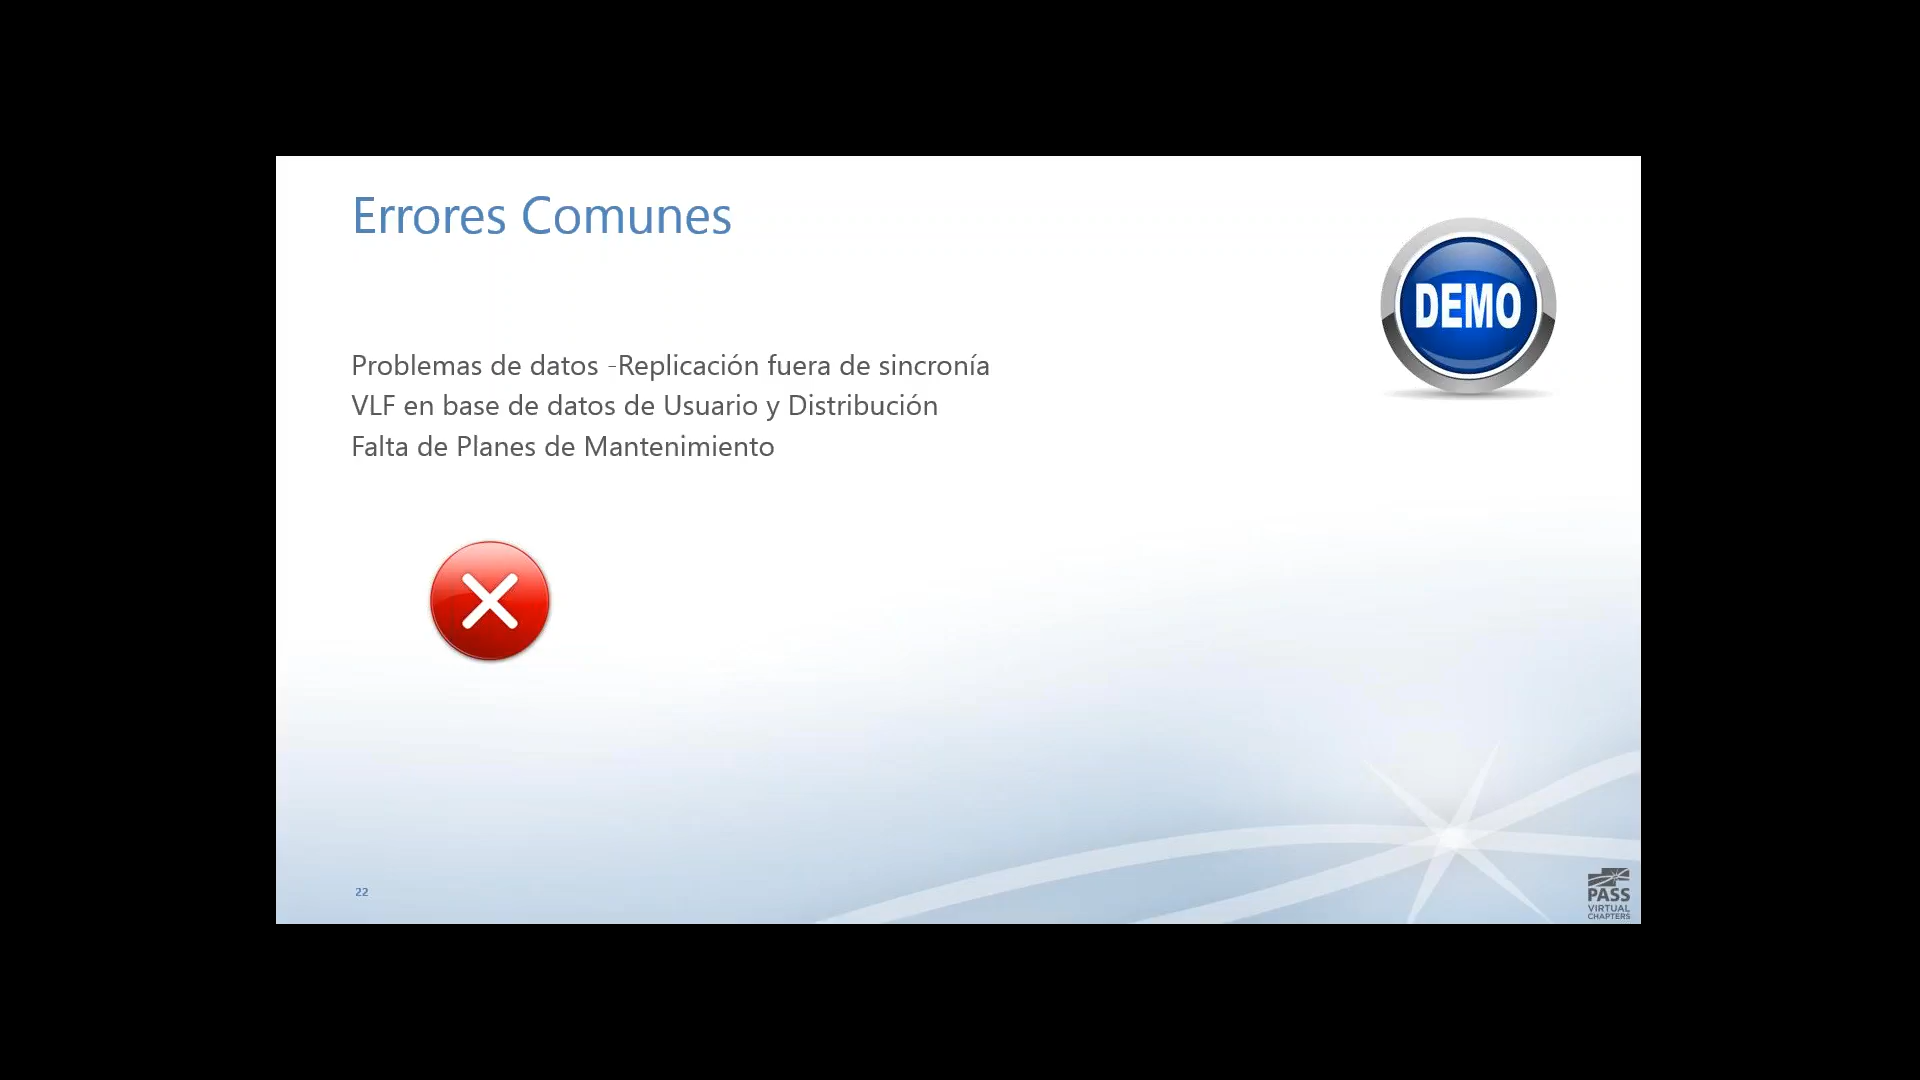 Errores Comunes
DEMO
Problemas de datos -Replicación fuera de sincronía
VLF en base de datos de Usuario y Distribución
Falta de Planes de Mantenimiento
22
PASS
VIRTUAL
CHAPTERS